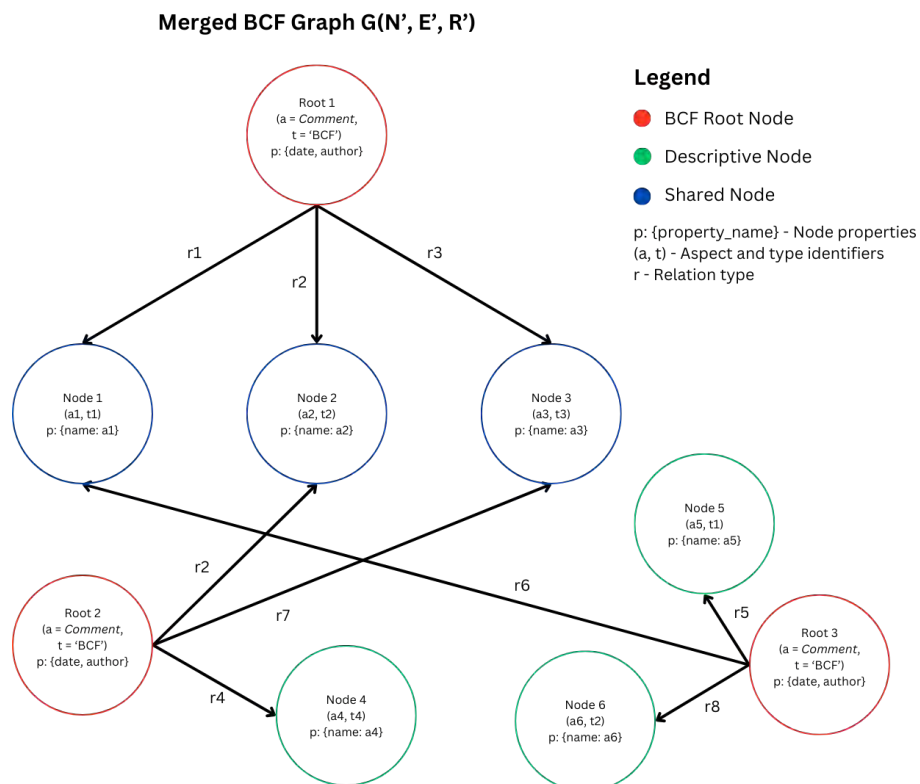 Merged BCF Graph G(N’, E’, R’)
Legend
BCF Root Node
Descriptive Node
Shared Node
p: {property_name} - Node properties
(a, t) - Aspect and type identifiers
r - Relation type
Root 1
(a = Comment,
t = ‘BCF’)
p: {date, author}
r1
r2
r3
Node 1
(a1, t1)
p: {name: a1}
Node 2
(a2, t2)
p: {name: a2}
Node 3
(a3, t3)
p: {name: a3}
Node 5
(a5, t1)
p: {name: a5}
r2
r7
r6
r5
Root 2
(a = Comment,
t = ‘BCF’)
p: {date, author}
Root 3
(a = Comment,
t = ‘BCF’)
p: {date, author}
r4
r8
Node 4
(a4, t4)
p: {name: a4}
Node 6
(a6, t2)
p: {name: a6}